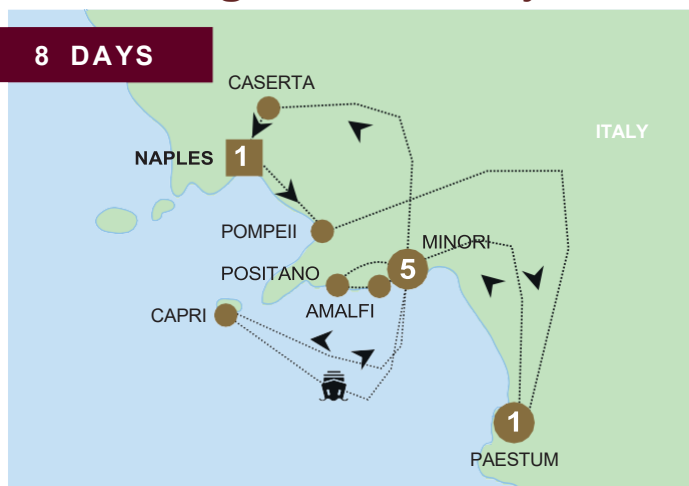 8 DAYS
CASERTA
ITALY
NAPLES 1
POMPEII
MINORI
POSITANO
5
AMALFI
CAPRI
1
PAESTUM